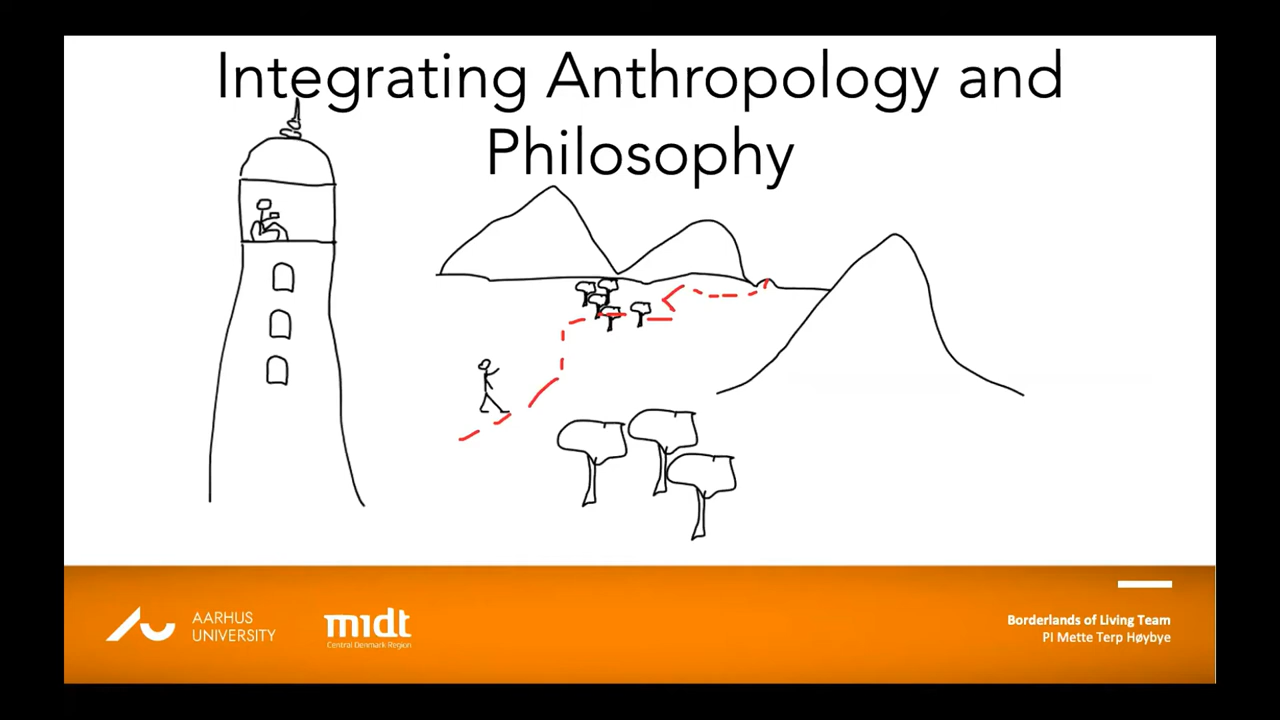 Integrating Anthropology and
Philosophy
AARHUS
UNIVERSITY
midt
Central Denmark Region
Borderlands of Living Team
PI Mette Terp Høybye